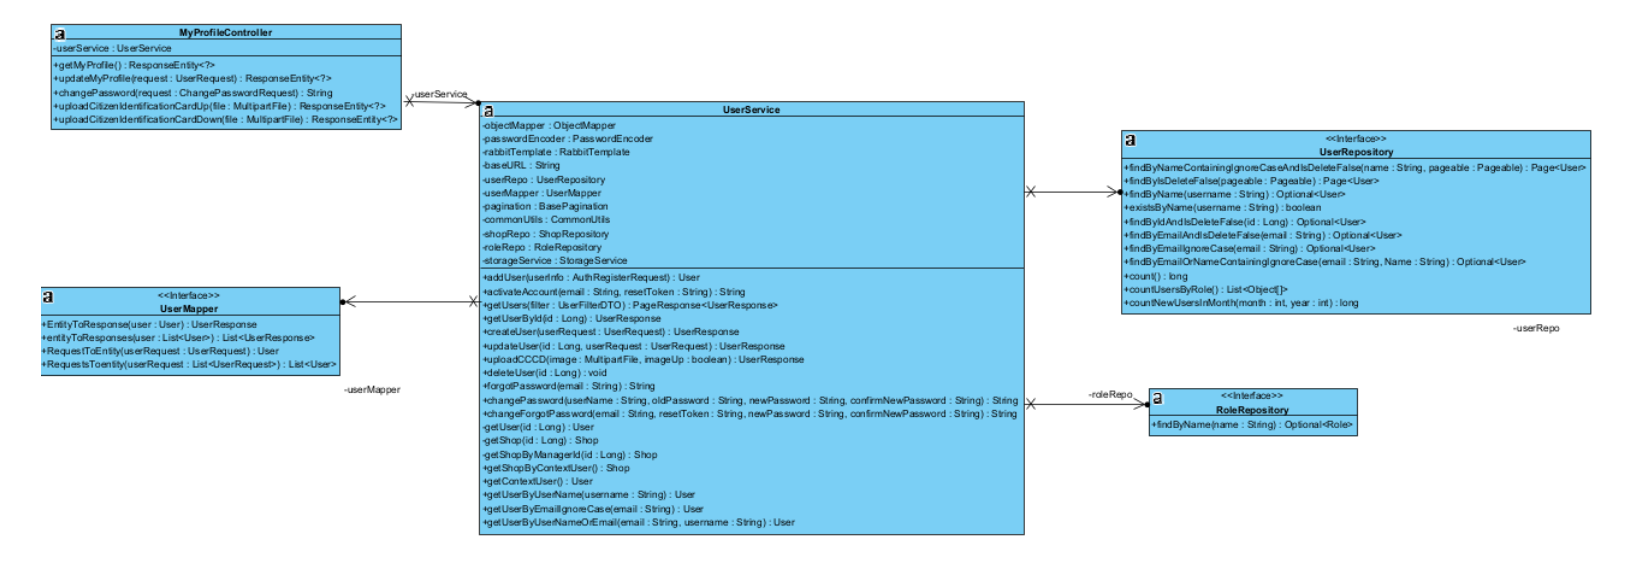 a
MyProfileController
-userService : UserService
+getMyProfile() : ResponseEntity<?>
+updateMyProfile(request : UserRequest) : ResponseEntity<?>
+changePassword(request : ChangePasswordRequest) : String
+uploadCitizenIdentificationCardUp(file : MultipartFile) : ResponseEntity<?>
+uploadCitizenIdentificationCardDown(file : MultipartFile) : ResponseEntity<?>
-userService
a
UserService
-objectMapper : ObjectMapper
-passwordEncoder : PasswordEncoder
-rabbitTemplate : RabbitTemplate
-baseURL : String
-userRepo : UserRepository
-userMapper : UserMapper
-pagination : BasePagination
-commonUtils : CommonUtils
-shopRepo : ShopRepository
-roleRepo : RoleRepository
-storageService : StorageService
+addUser(userInfo : AuthRegisterRequest) : User
+activateAccount(email : String, resetToken : String) : String
+getUsers(filter : UserFilterDTO) : PageResponse<UserResponse>
+getUserById(id : Long) : UserResponse
+createUser(userRequest : UserRequest) : UserResponse
+updateUser(id : Long, userRequest : UserRequest) : UserResponse
+uploadCCCD(image : MultipartFile, imageUp : boolean) : UserResponse
+deleteUser(id : Long) : void
+forgotPassword(email : String) : String
+changePassword(userName : String, oldPassword : String, newPassword : String, confirmNewPassword : String) : String
+changeForgotPassword(email : String, resetToken : String, newPassword : String, confirmNewPassword : String) : String
-getUser(id : Long) : User
-getShop(id : Long) : Shop
-getShopByManagerId(id : Long) : Shop
+getShopByContextUser() : Shop
+getContextUser() : User
+getUserByUserName(username : String) : User
+getUserByEmailIgnoreCase(email : String) : User
+getUserByUserNameOrEmail(email : String, username : String) : User
a
<<Interface>>
UserMapper
+EntityToResponse(user : User) : UserResponse
+entityToResponses(user : List<User>) : List<UserResponse>
+RequestToEntity(userRequest : UserRequest) : User
+RequestsToentity(userRequest : List<UserRequest>) : List<User>
-userMapper
a
<<Interface>>
UserRepository
+findByNameContainingIgnoreCaseAndIsDeleteFalse(name : String, pageable : Pageable) : Page<User>
+findByIsDeleteFalse(pageable : Pageable) : Page<User>
+findByName(username : String) : Optional<User>
+existsByName(username : String) : boolean
+findByIdAndIsDeleteFalse(id : Long) : Optional<User>
+findByEmailAndIsDeleteFalse(email : String) : Optional<User>
+findByEmailIgnoreCase(email : String) : Optional<User>
+findByEmailOrNameContainingIgnoreCase(email : String, Name : String) : Optional<User>
+count() : long
+countUsersByRole() : List<Object[]>
+countNewUsersInMonth(month : int, year : int) : long
-userRepo
-roleRepo
a
<<Interface>>
RoleRepository
+findByName(name : String) : Optional<Role>